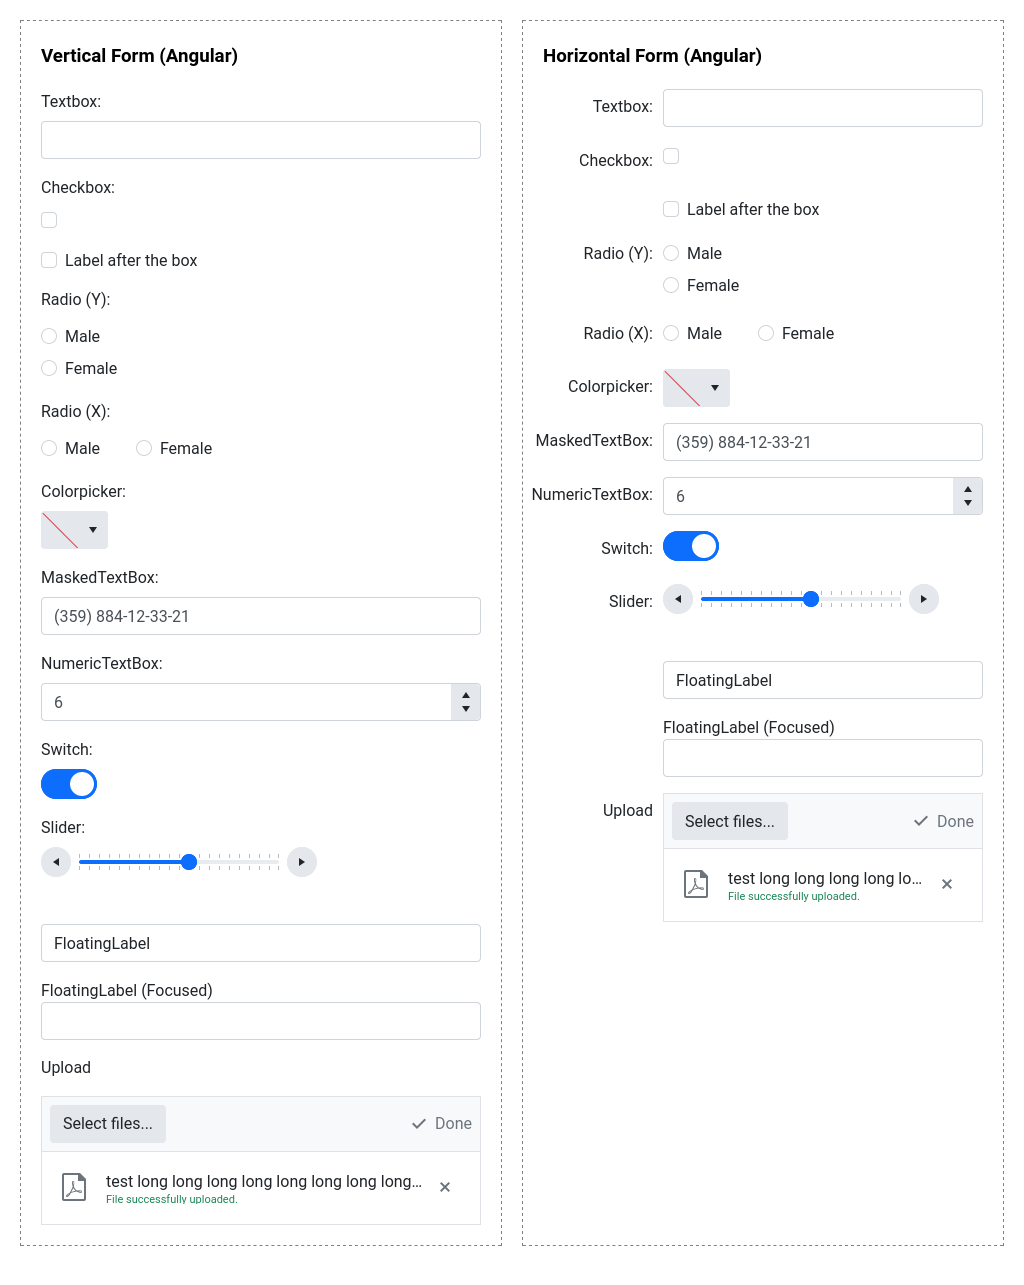 Vertical Form (Angular)
Textbox:
Checkbox:
Label after the box
Radio (Y):
Male
Female
Radio (X):
Male Female
Colorpicker:
MaskedTextBox:
(359) 884-12-33-21
NumericTextBox:
6
Switch:
Slider:
FloatingLabel
FloatingLabel (Focused)
Upload
Select files... Done
test long long long long long long long long...
File successfully uploaded.
Horizontal Form (Angular)
Textbox:
Checkbox:
Label after the box
Radio (Y): Male
Female
Radio (X): Male Female
Colorpicker:
MaskedTextBox: (359) 884-12-33-21
NumericTextBox: 6
Switch:
Slider:
FloatingLabel
FloatingLabel (Focused)
Upload Select files... Done
test long long long long lo...
File successfully uploaded.